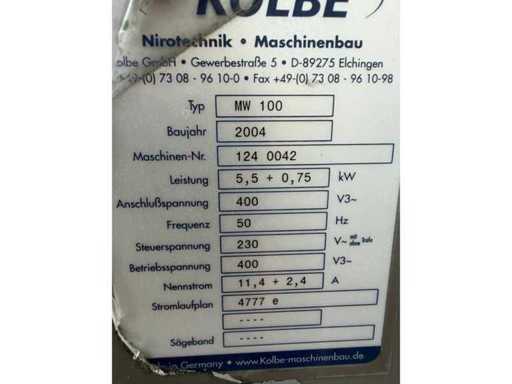 KOLBE
Nirotechnik • Maschinenbau
Kolbe GmbH • Gewerbestraße 5 • D-89275 Elchingen
+49-(0) 73 08 - 96 10-0 • Fax +49-(0) 73 08 - 96 10-98
Typ MW 100
Baujahr 2004
Maschinen-Nr. 124 0042
Leistung 5,5 + 0,75 kW
Anschlußspannung 400 V3~
Frequenz 50 Hz
Steuerspannung 230 V~ mit ohne
Betriebsspannung 400 V3~
Nennstrom 11,4 + 2,4 A
Stromlaufplan 4777 e
----
Sägeband ----
in Germany • www.Kolbe-maschinenbau.de